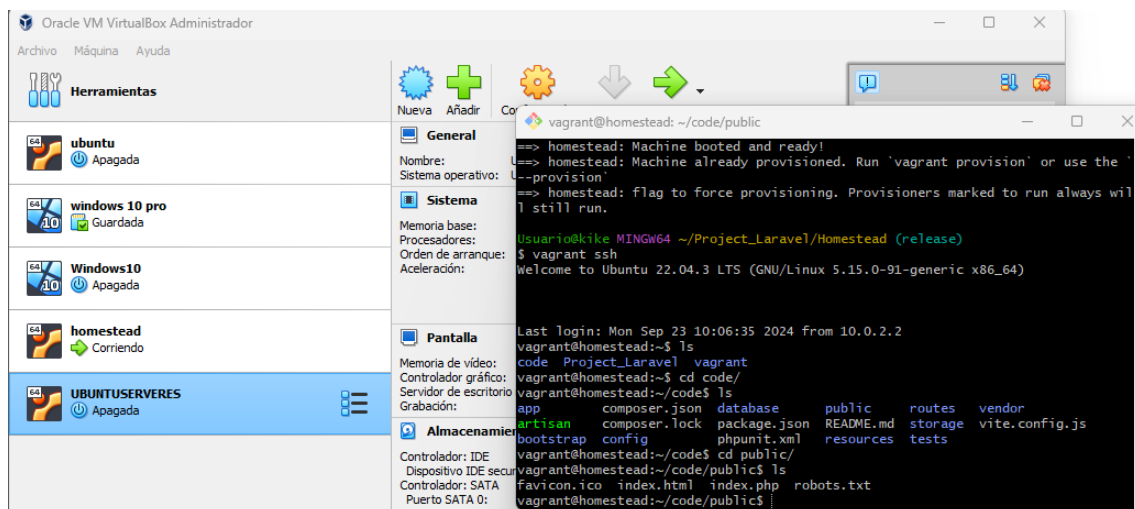 Oracle VM VirtualBox Administrador
Archivo Máquina Ayuda
Herramientas
ubuntu
Apagada
windows 10 pro
Guardada
Windows10
Apagada
homestead
Corriendo
UBUNTUSERVERES
Apagada
64
64
10
64
10
64
64
Nueva Añadir
General
Nombre:
Sistema operativo:
Sistema
Memoria base:
Procesadores:
Orden de arranque:
Aceleración:
Pantalla
Memoria de vídeo:
Controlador gráfico:
Servidor de escritorio
Grabación:
Controlador: IDE
Dispositivo IDE
Controlador: SATA
Puerto SATA 0:
vagrant@homestead: ~/code/public
==> homestead: Machine booted and ready!
==> homestead: Machine already provisioned. Run `vagrant provision` or use the `
--provision`
==> homestead: flag to force provisioning. Provisioners marked to run always wil
l still run.
Usuario@kike MINGW64 ~/Project_Laravel/Homestead (release)
$ vagrant ssh
Welcome to Ubuntu 22.04.3 LTS (GNU/Linux 5.15.0-91-generic x86_64)
Last login: Mon Sep 23 10:06:35 2024 from 10.0.2.2
vagrant@homestead:~$ ls
code Project_Laravel vagrant
vagrant@homestead:~$ cd code/
vagrant@homestead:~/code$ ls
app composer.json database public routes vendor
artisan composer.lock package.json README.md storage vite.config.js
bootstrap config phpunit.xml resources tests
vagrant@homestead:~/code$ cd public/
vagrant@homestead:~/code/public$ ls
favicon.ico index.html index.php robots.txt
vagrant@homestead:~/code/public$